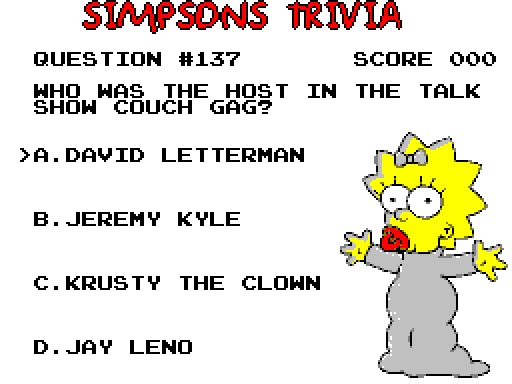 SIMPSONS TRIVIA
QUESTION #137 SCORE 000
WHO WAS THE HOST IN THE TALK
SHOW COUCH GAG?
>A.DAVID LETTERMAN
B.JEREMY KYLE
C.KRUSTY THE CLOWN
D.JAY LENO